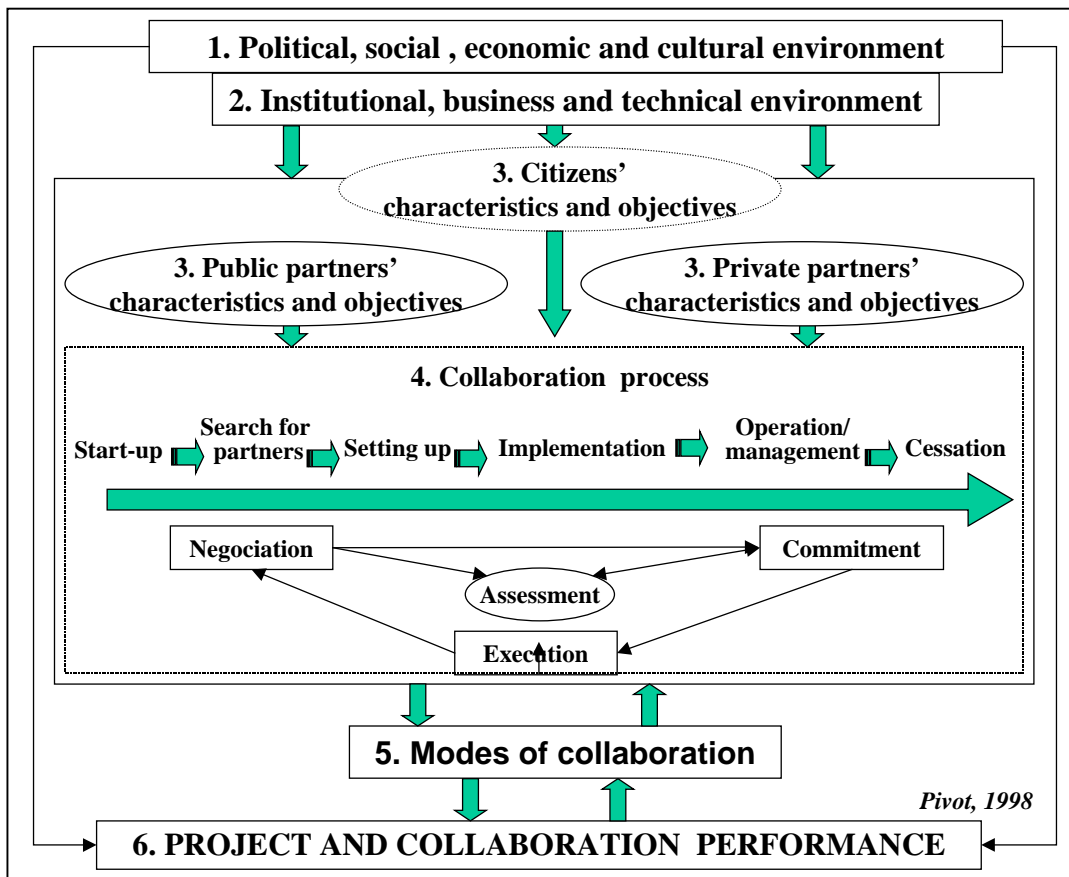 1. Political, social , economic and cultural environment
2. Institutional, business and technical environment
3. Citizens'
characteristics and objectives
3. Public partners'
characteristics and objectives
3. Private partners'
characteristics and objectives
4. Collaboration process
Start-up
Search for
partners
Setting up
Implementation
Operation/
management
Cessation
Negociation
Commitment
Assessment
Execution
5. Modes of collaboration
Pivot, 1998
6. PROJECT AND COLLABORATION PERFORMANCE